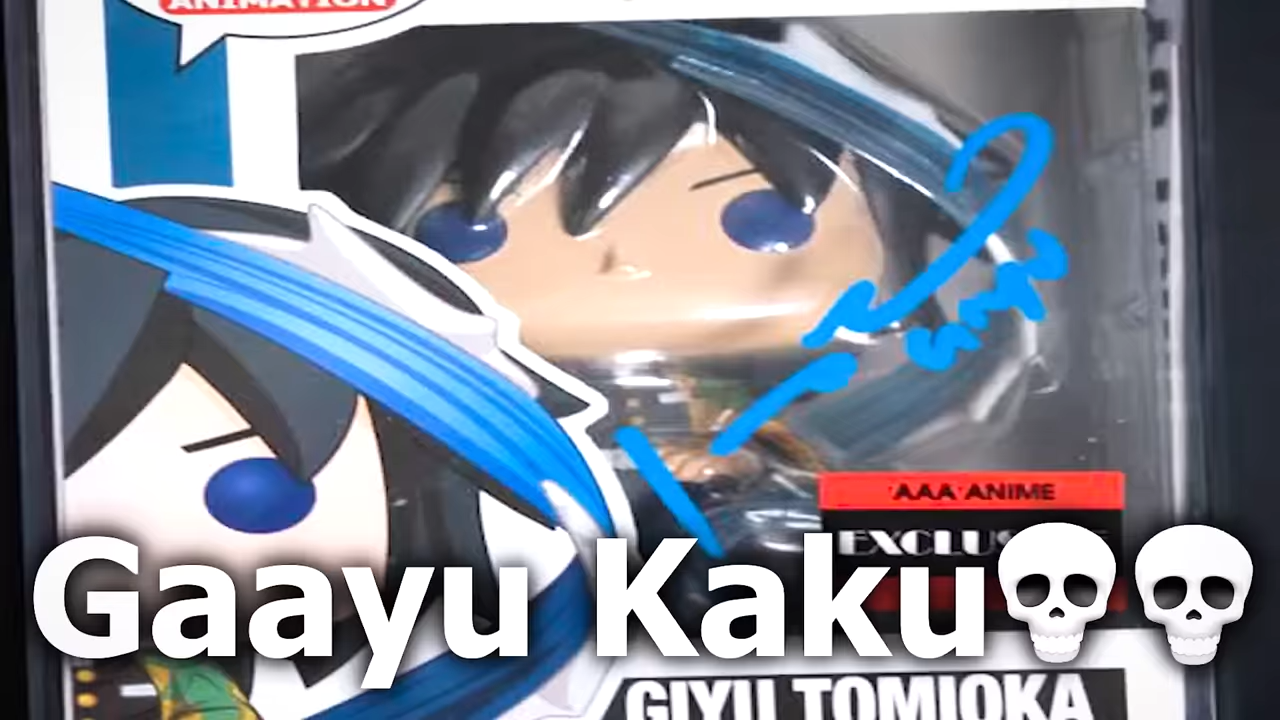 ANIMATION
AAA ANIME
Gaayu Kaku💀💀
GIYU TOMIOKA